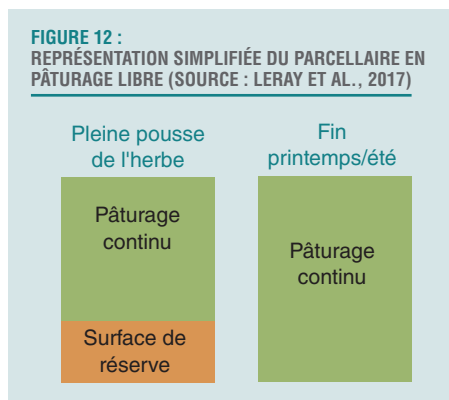 FIGURE 12 :
REPRÉSENTATION SIMPLIFIÉE DU PARCELLAIRE EN
PÂTURAGE LIBRE (SOURCE : LERAY ET AL., 2017)
Pleine pousse
de l'herbe
Pâturage
continu
Surface de
réserve
Fin
printemps/été
Pâturage
continu